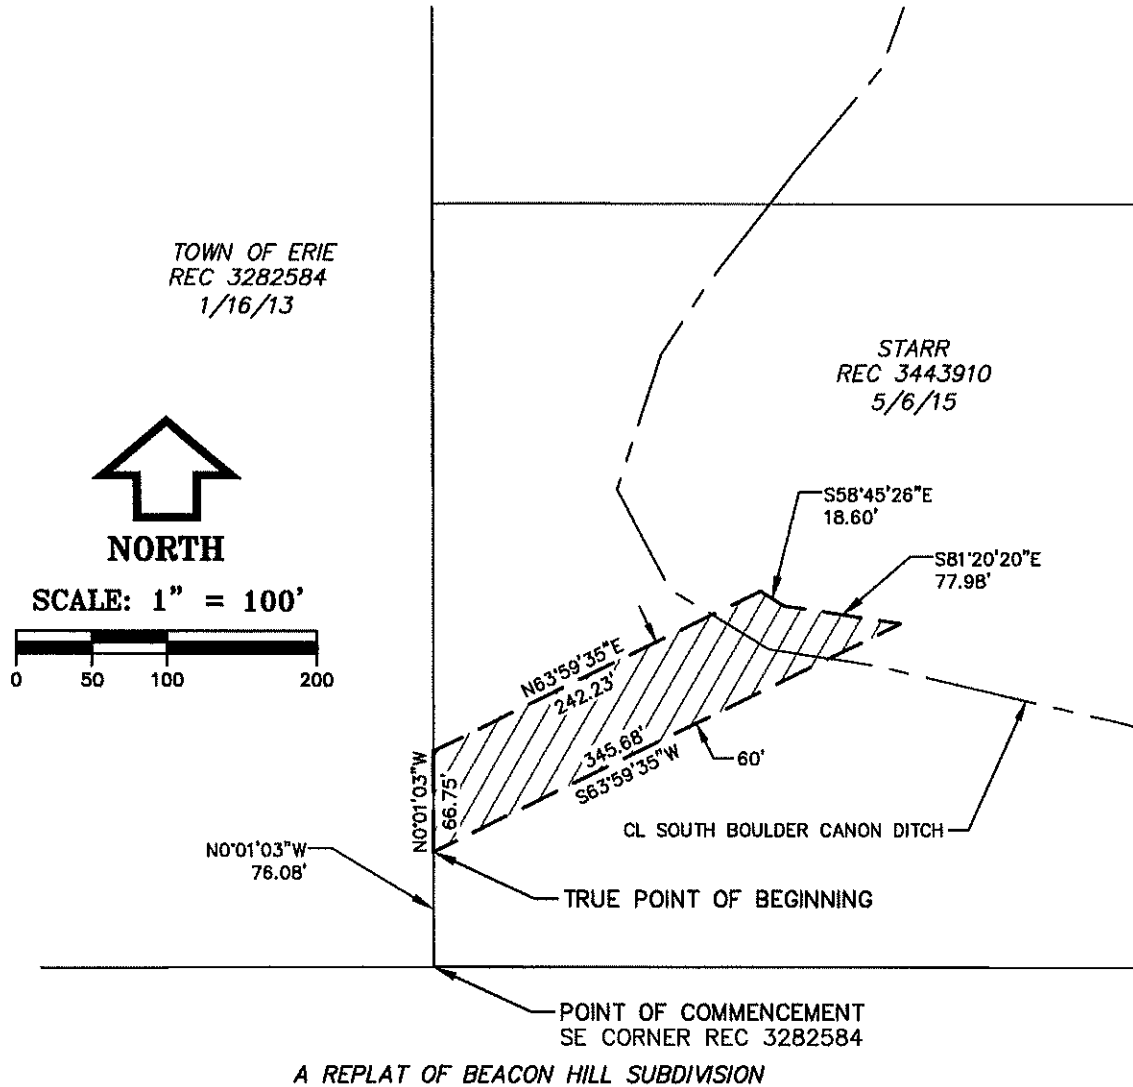 TOWN OF ERIE
REC 3282584
1/16/13
STARR
REC 3443910
5/6/15
NORTH
SCALE: 1" = 100'
0 50 100 200
S58°45'26"E
18.60'
S81°20'20"E
77.98'
N63°59'35"E
242.23'
345.68'
S63°59'35"W
60'
N0°01'03"W
66.75'
CL SOUTH BOULDER CANON DITCH
N0°01'03"W
76.08'
TRUE POINT OF BEGINNING
POINT OF COMMENCEMENT
SE CORNER REC 3282584
A REPLAT OF BEACON HILL SUBDIVISION